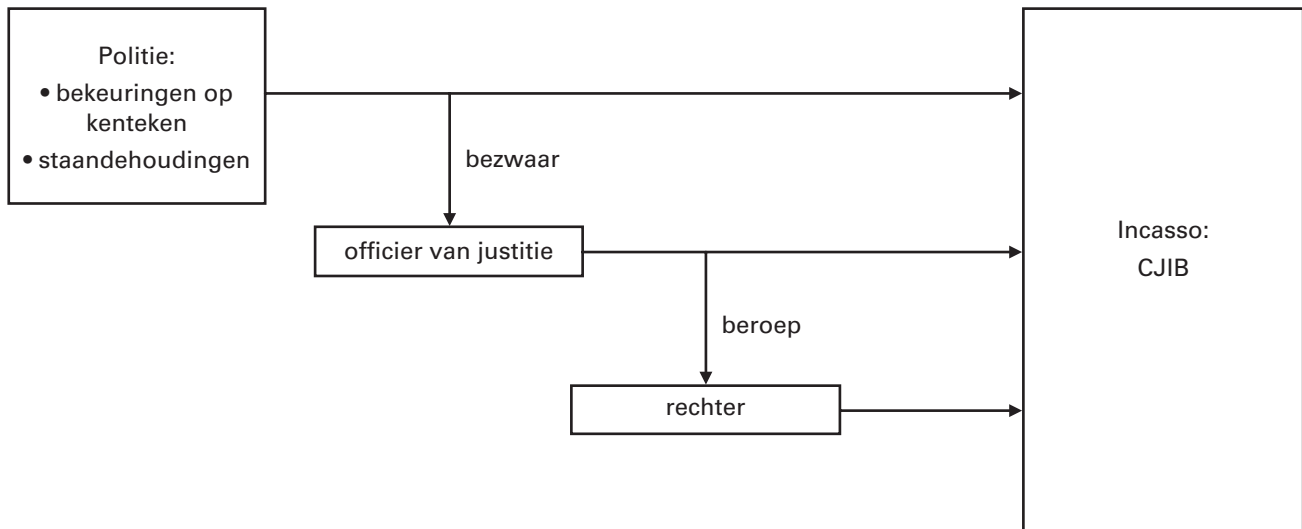 Politie:
• bekeuringen op
kenteken
• staandehoudingen
bezwaar
officier van justitie
Incasso:
CJIB
beroep
rechter